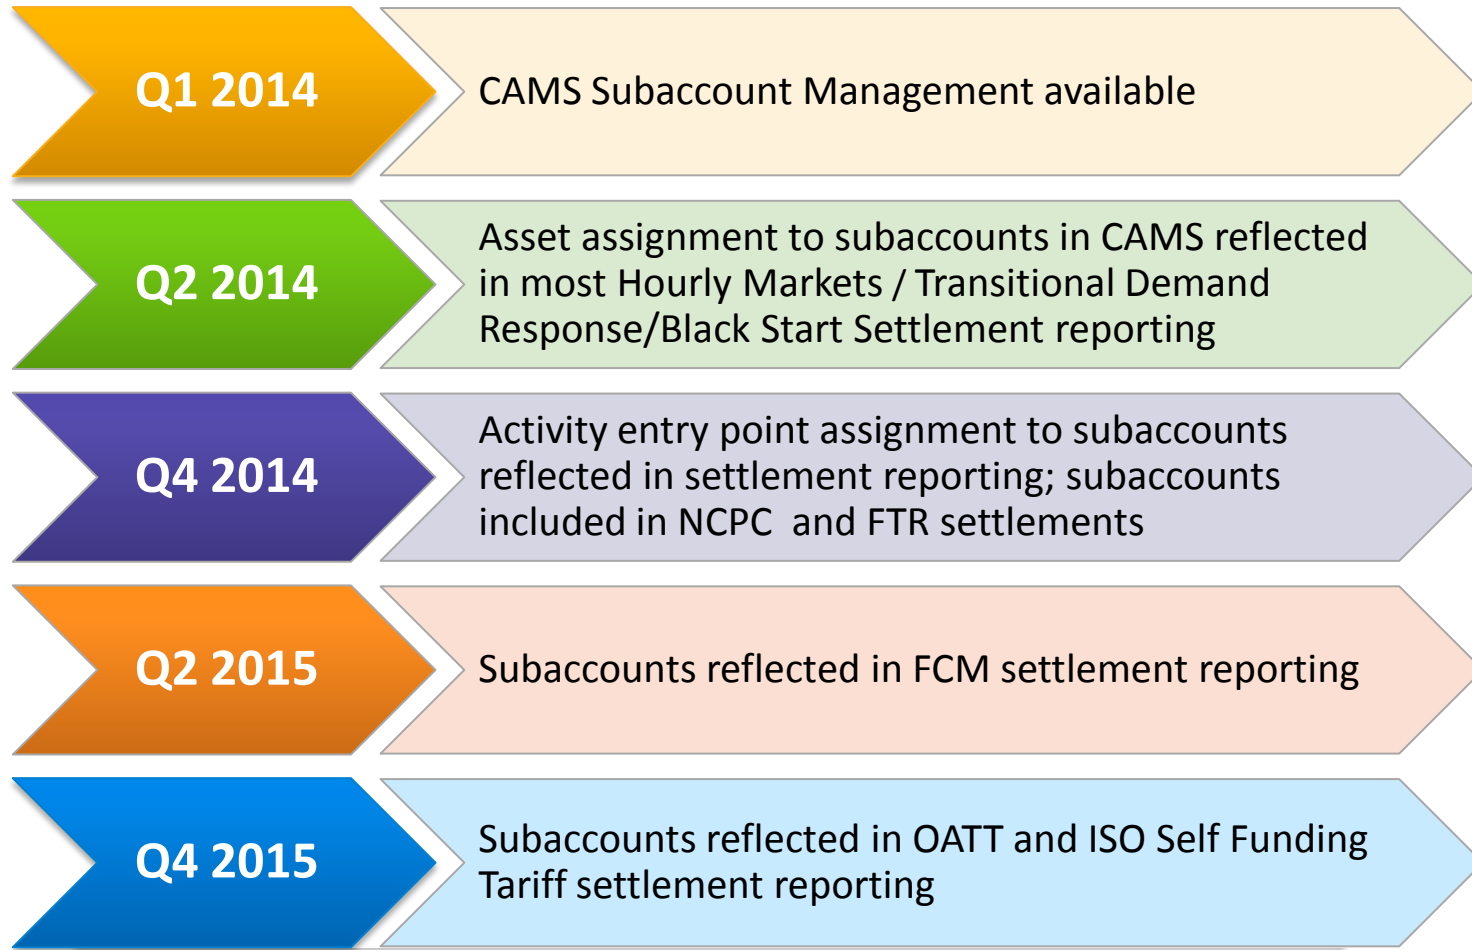 Q1 2014
CAMS Subaccount Management available
Q2 2014
Asset assignment to subaccounts in CAMS reflected
in most Hourly Markets / Transitional Demand
Response/Black Start Settlement reporting
Q4 2014
Activity entry point assignment to subaccounts
reflected in settlement reporting; subaccounts
included in NCPC  and FTR settlements
Q2 2015
Subaccounts reflected in FCM settlement reporting
Q4 2015
Subaccounts reflected in OATT and ISO Self Funding
Tariff settlement reporting